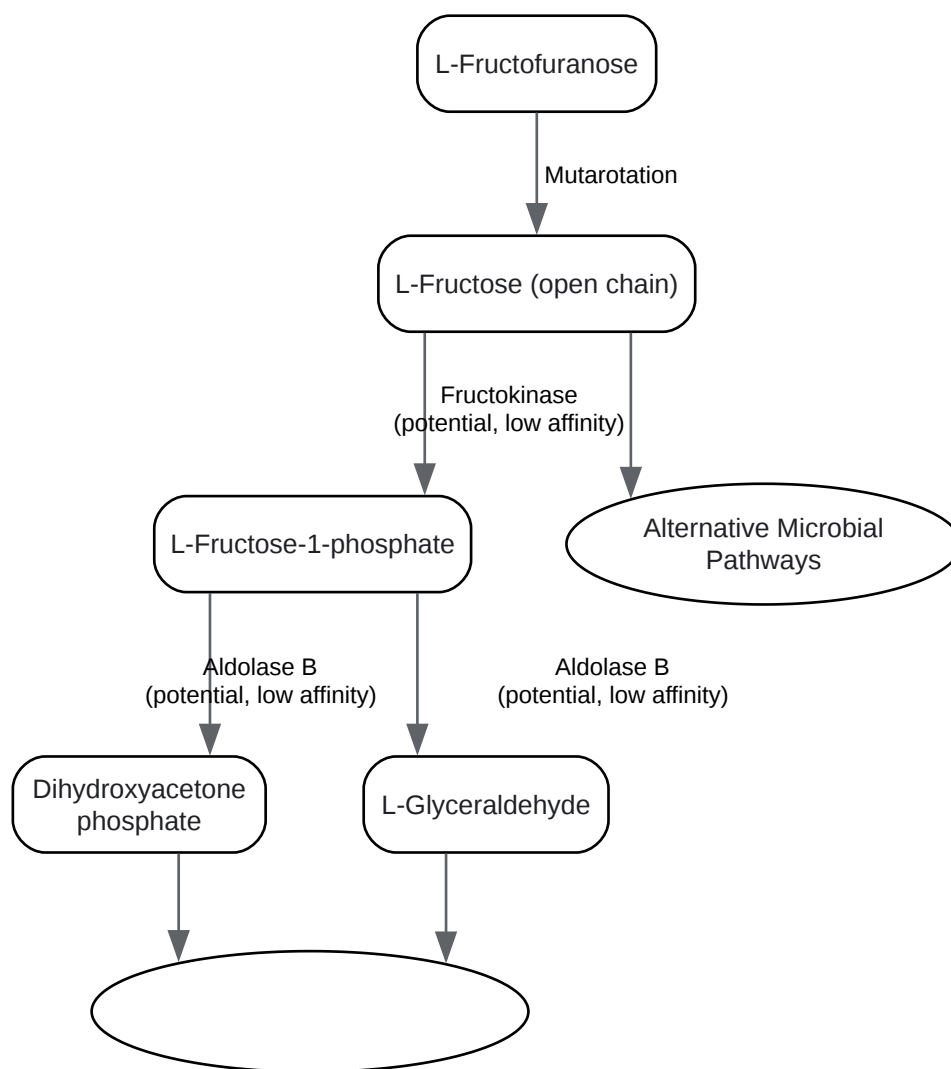 L-Fructofuranose
Mutarotation
L-Fructose (open chain)
Fructokinase
(potential, low affinity)
Alternative Microbial
Pathways
L-Fructose-1-phosphate
Aldolase B
(potential, low affinity)
Aldolase B
(potential, low affinity)
Dihydroxyacetone
phosphate
L-Glyceraldehyde